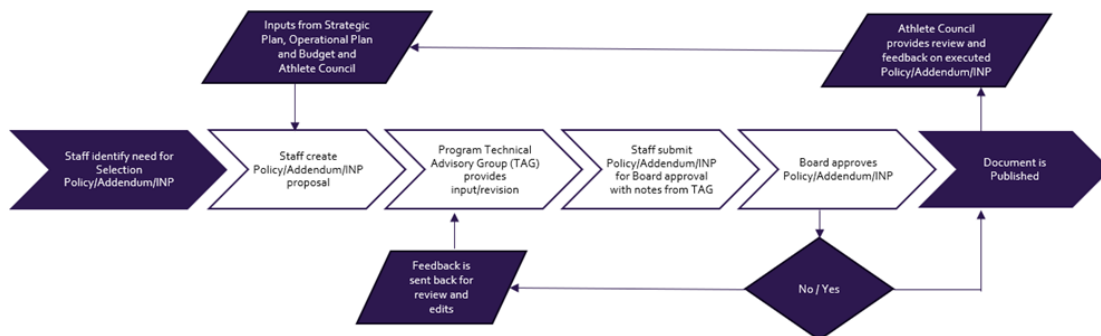 Inputs from Strategic
Plan, Operational Plan
and Budget and
Athlete Council
Athlete Council
provides review and
feedback on executed
Policy/Addendum/INP
Staff identify need for
Selection
Policy/Addendum/INP
Staff create
Policy/Addendum/INP
proposal
Program Technical
Advisory Group (TAG)
provides
input/revision
Staff submit
Policy/Addendum/INP
for Board approval
with notes from TAG
Board approves
Policy/Addendum/INP
Document is
Published
Feedback is
sent back for
review and
edits
No / Yes